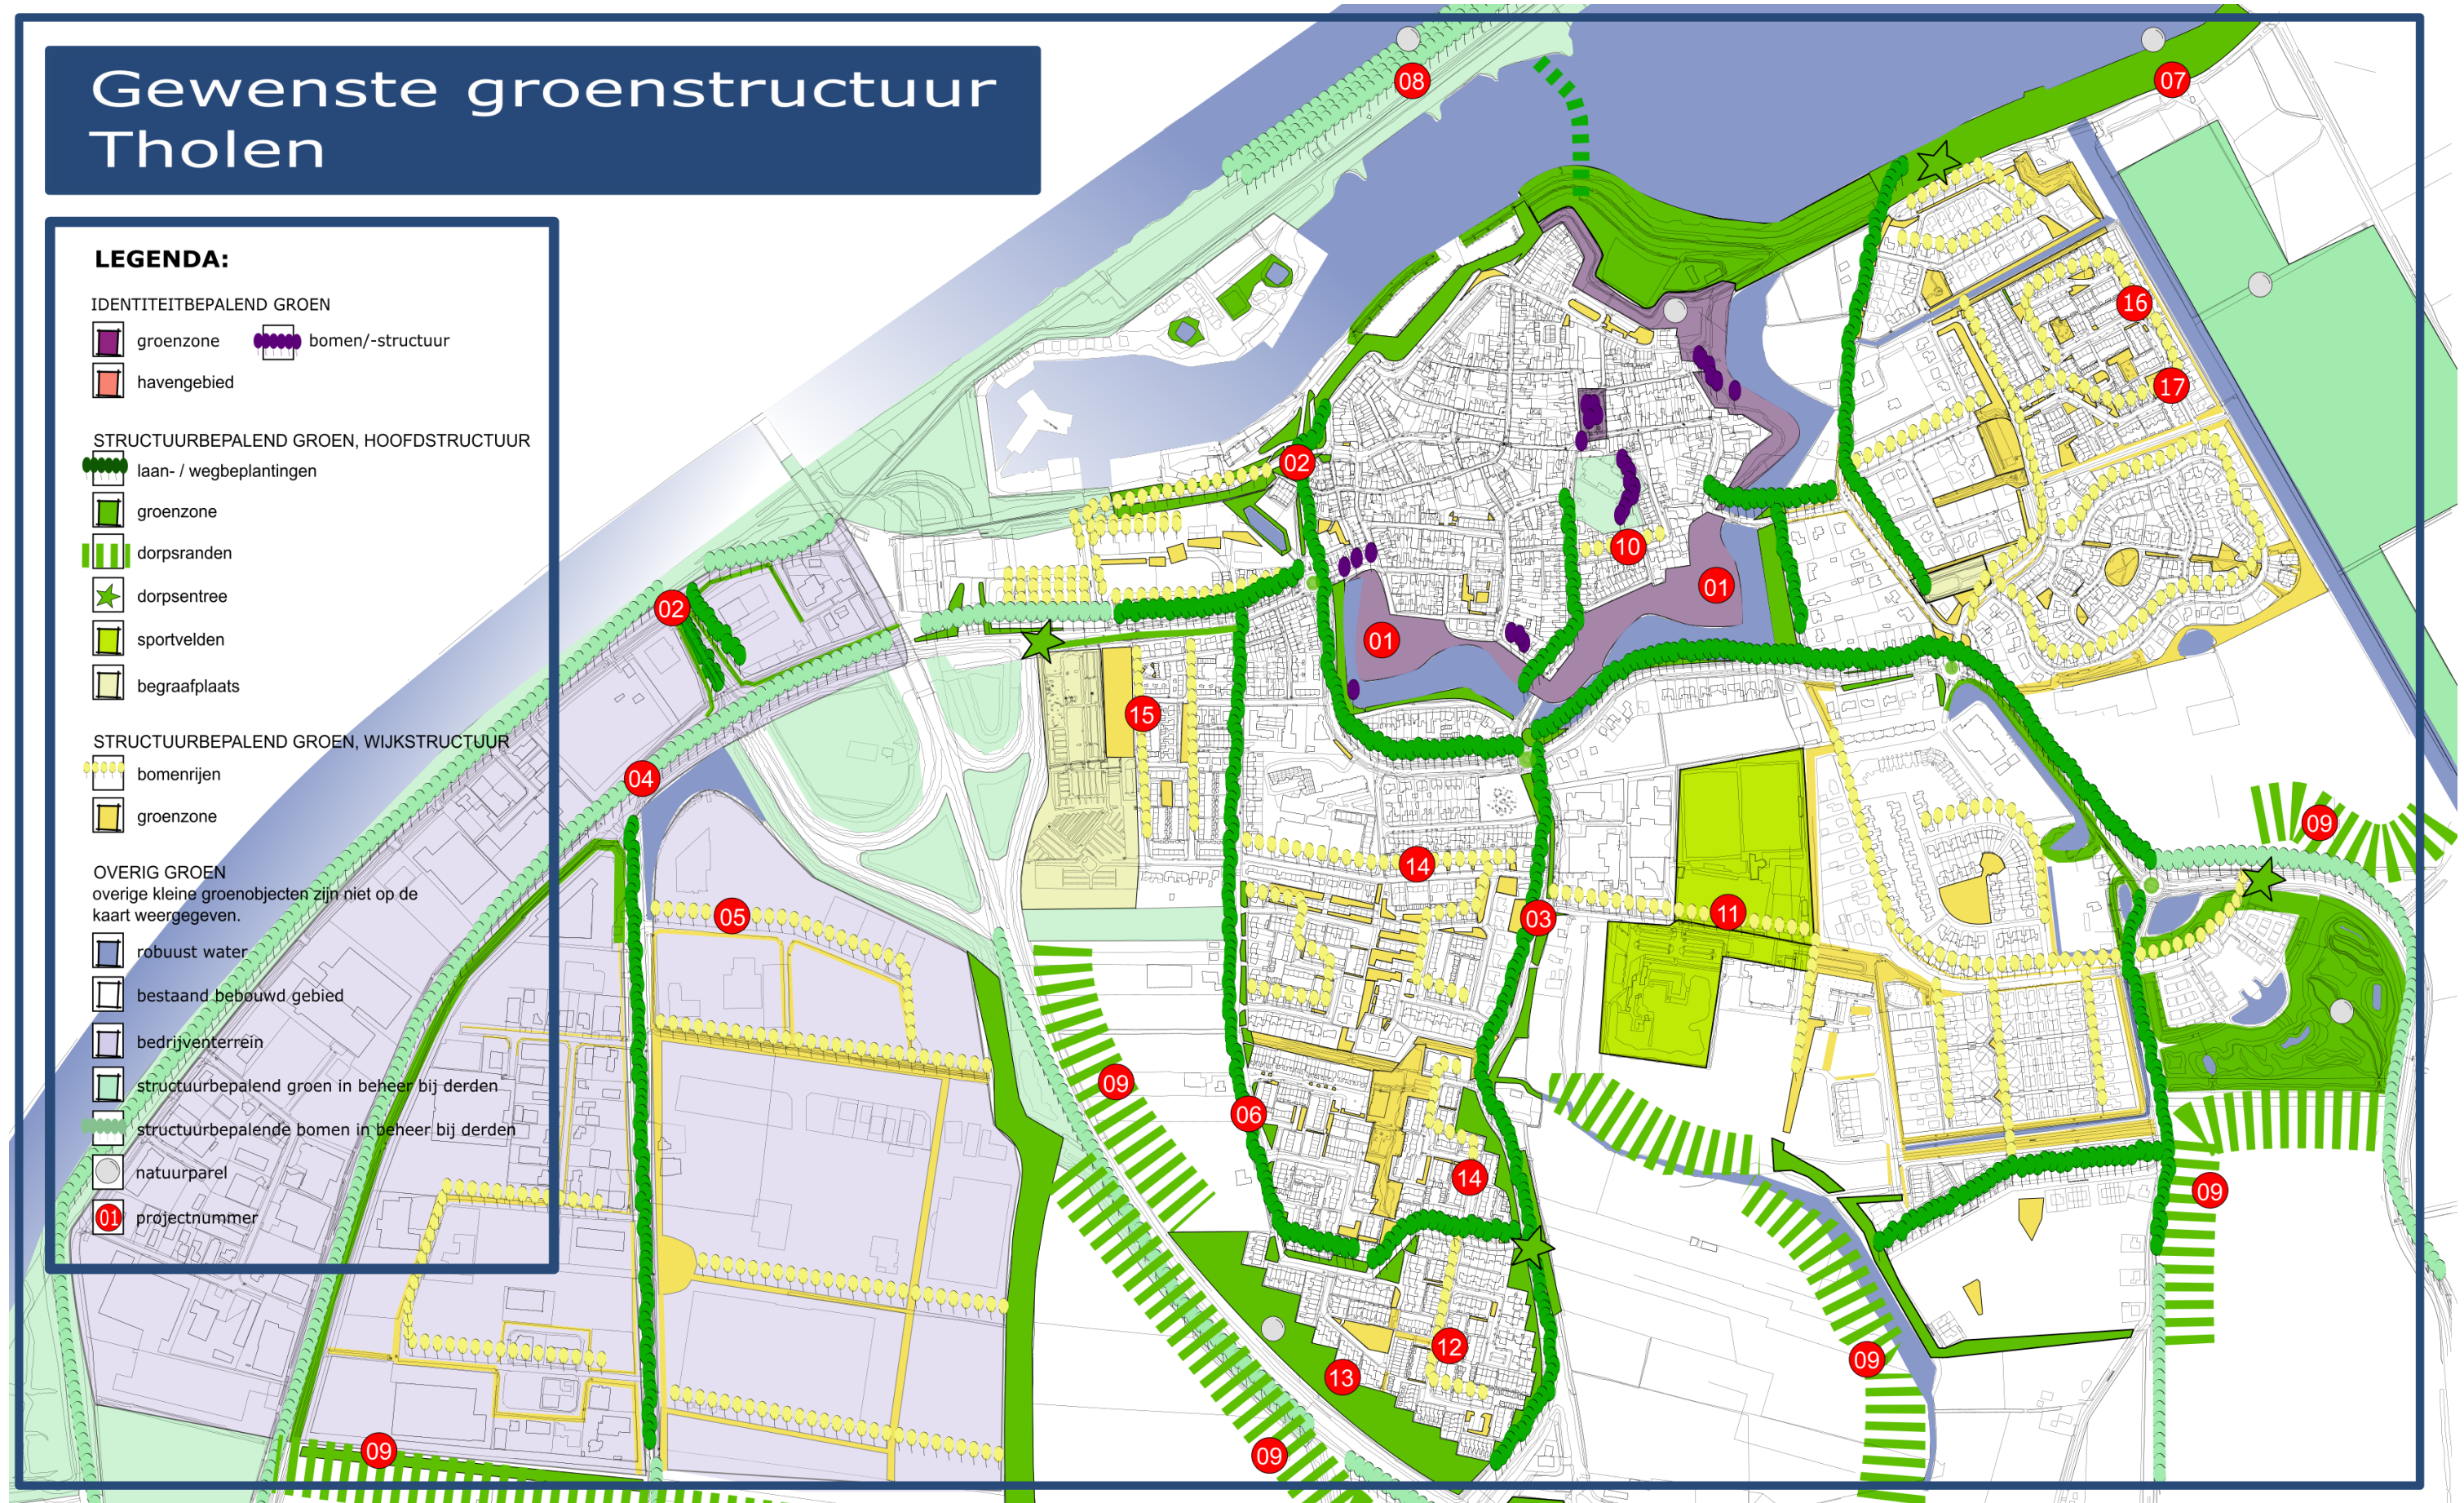 Gewenste groenstructuur
Tholen
LEGENDA:
IDENTITEITBEPALEND GROEN
groenzone
bomen/-structuur
havengebied
STRUCTUURBEPALEND GROEN, HOOFDSTRUCTUUR
laan- / wegbeplantingen
groenzone
dorpsranden
dorpsentree
sportvelden
begraafplaats
STRUCTUURBEPALEND GROEN, WIJKSTRUCTUUR
bomenrijen
groenzone
OVERIG GROEN
overige kleine groenobjecten zijn niet op de
kaart weergegeven.
robuust water
bestaand bebouwd gebied
bedrijventerrein
structuurbepalend groen in beheer bij derden
structuurbepalende bomen in beheer bij derden
natuurparel
01 projectnummer
08
07
16
17
02
10
01
02
01
15
04
09
14
05
11
03
09
06
14
09
12
09
13
09
09